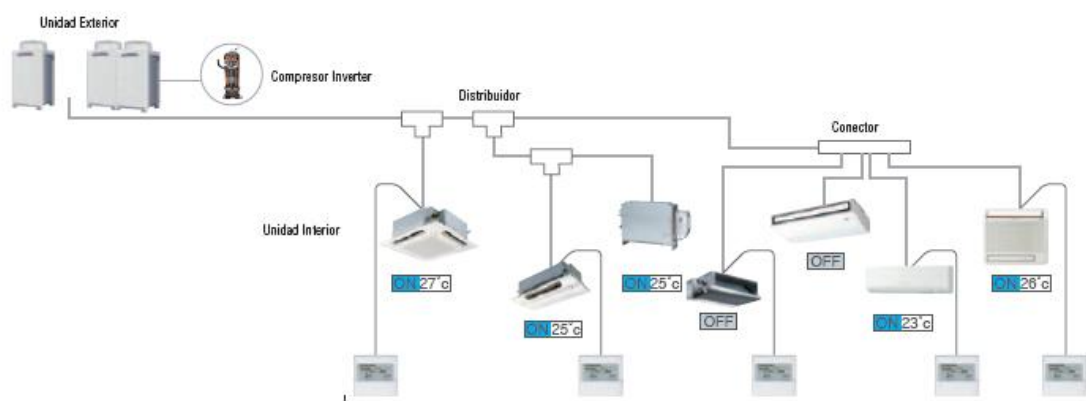 Unidad Exterior
Compresor Inverter
Distribuidor
Conector
Unidad Interior
ON 27°c
ON 25°c
ON 25°c
OFF
OFF
ON 23°c
ON 26°c